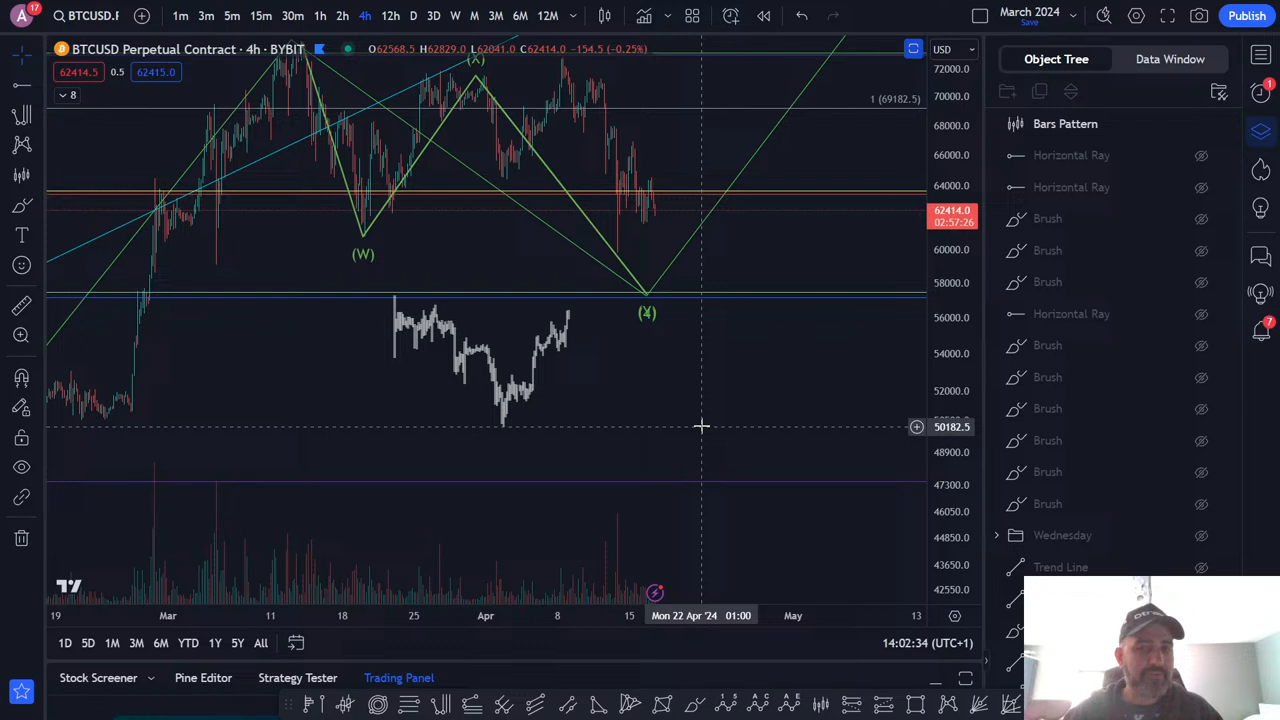 A 17 BTCUSD.F 1m 3m 5m 15m 30m 1h 2h 4h 12h D 3D W M 3M 6M 12M March 2024 Save Publish
BTCUSD Perpetual Contract · 4h · BYBIT O62568.5 H62829.0 L62041.0 C62414.0 −154.5 (−0.25%) USD
62414.5 0.5 62415.0
8
(X)
1 (69182.5)
(W)
72000.0
70000.0
68000.0
66000.0
64000.0
62414.0
02:57:26
60000.0
58000.0
56000.0
54000.0
52000.0
50182.5
48900.0
47300.0
46050.0
44850.0
43650.0
42550.0
19 Mar 11 18 25 Apr 8 15 Mon 22 Apr '24 01:00 May 13
1D 5D 1M 3M 6M YTD 1Y 5Y All 14:02:34 (UTC+1)
Stock Screener Pine Editor Strategy Tester Trading Panel
Object Tree Data Window
Bars Pattern
Horizontal Ray
Horizontal Ray
Brush
Brush
Brush
Horizontal Ray
Brush
Brush
Brush
Brush
Brush
Brush
Wednesday
Trend Line
1
7